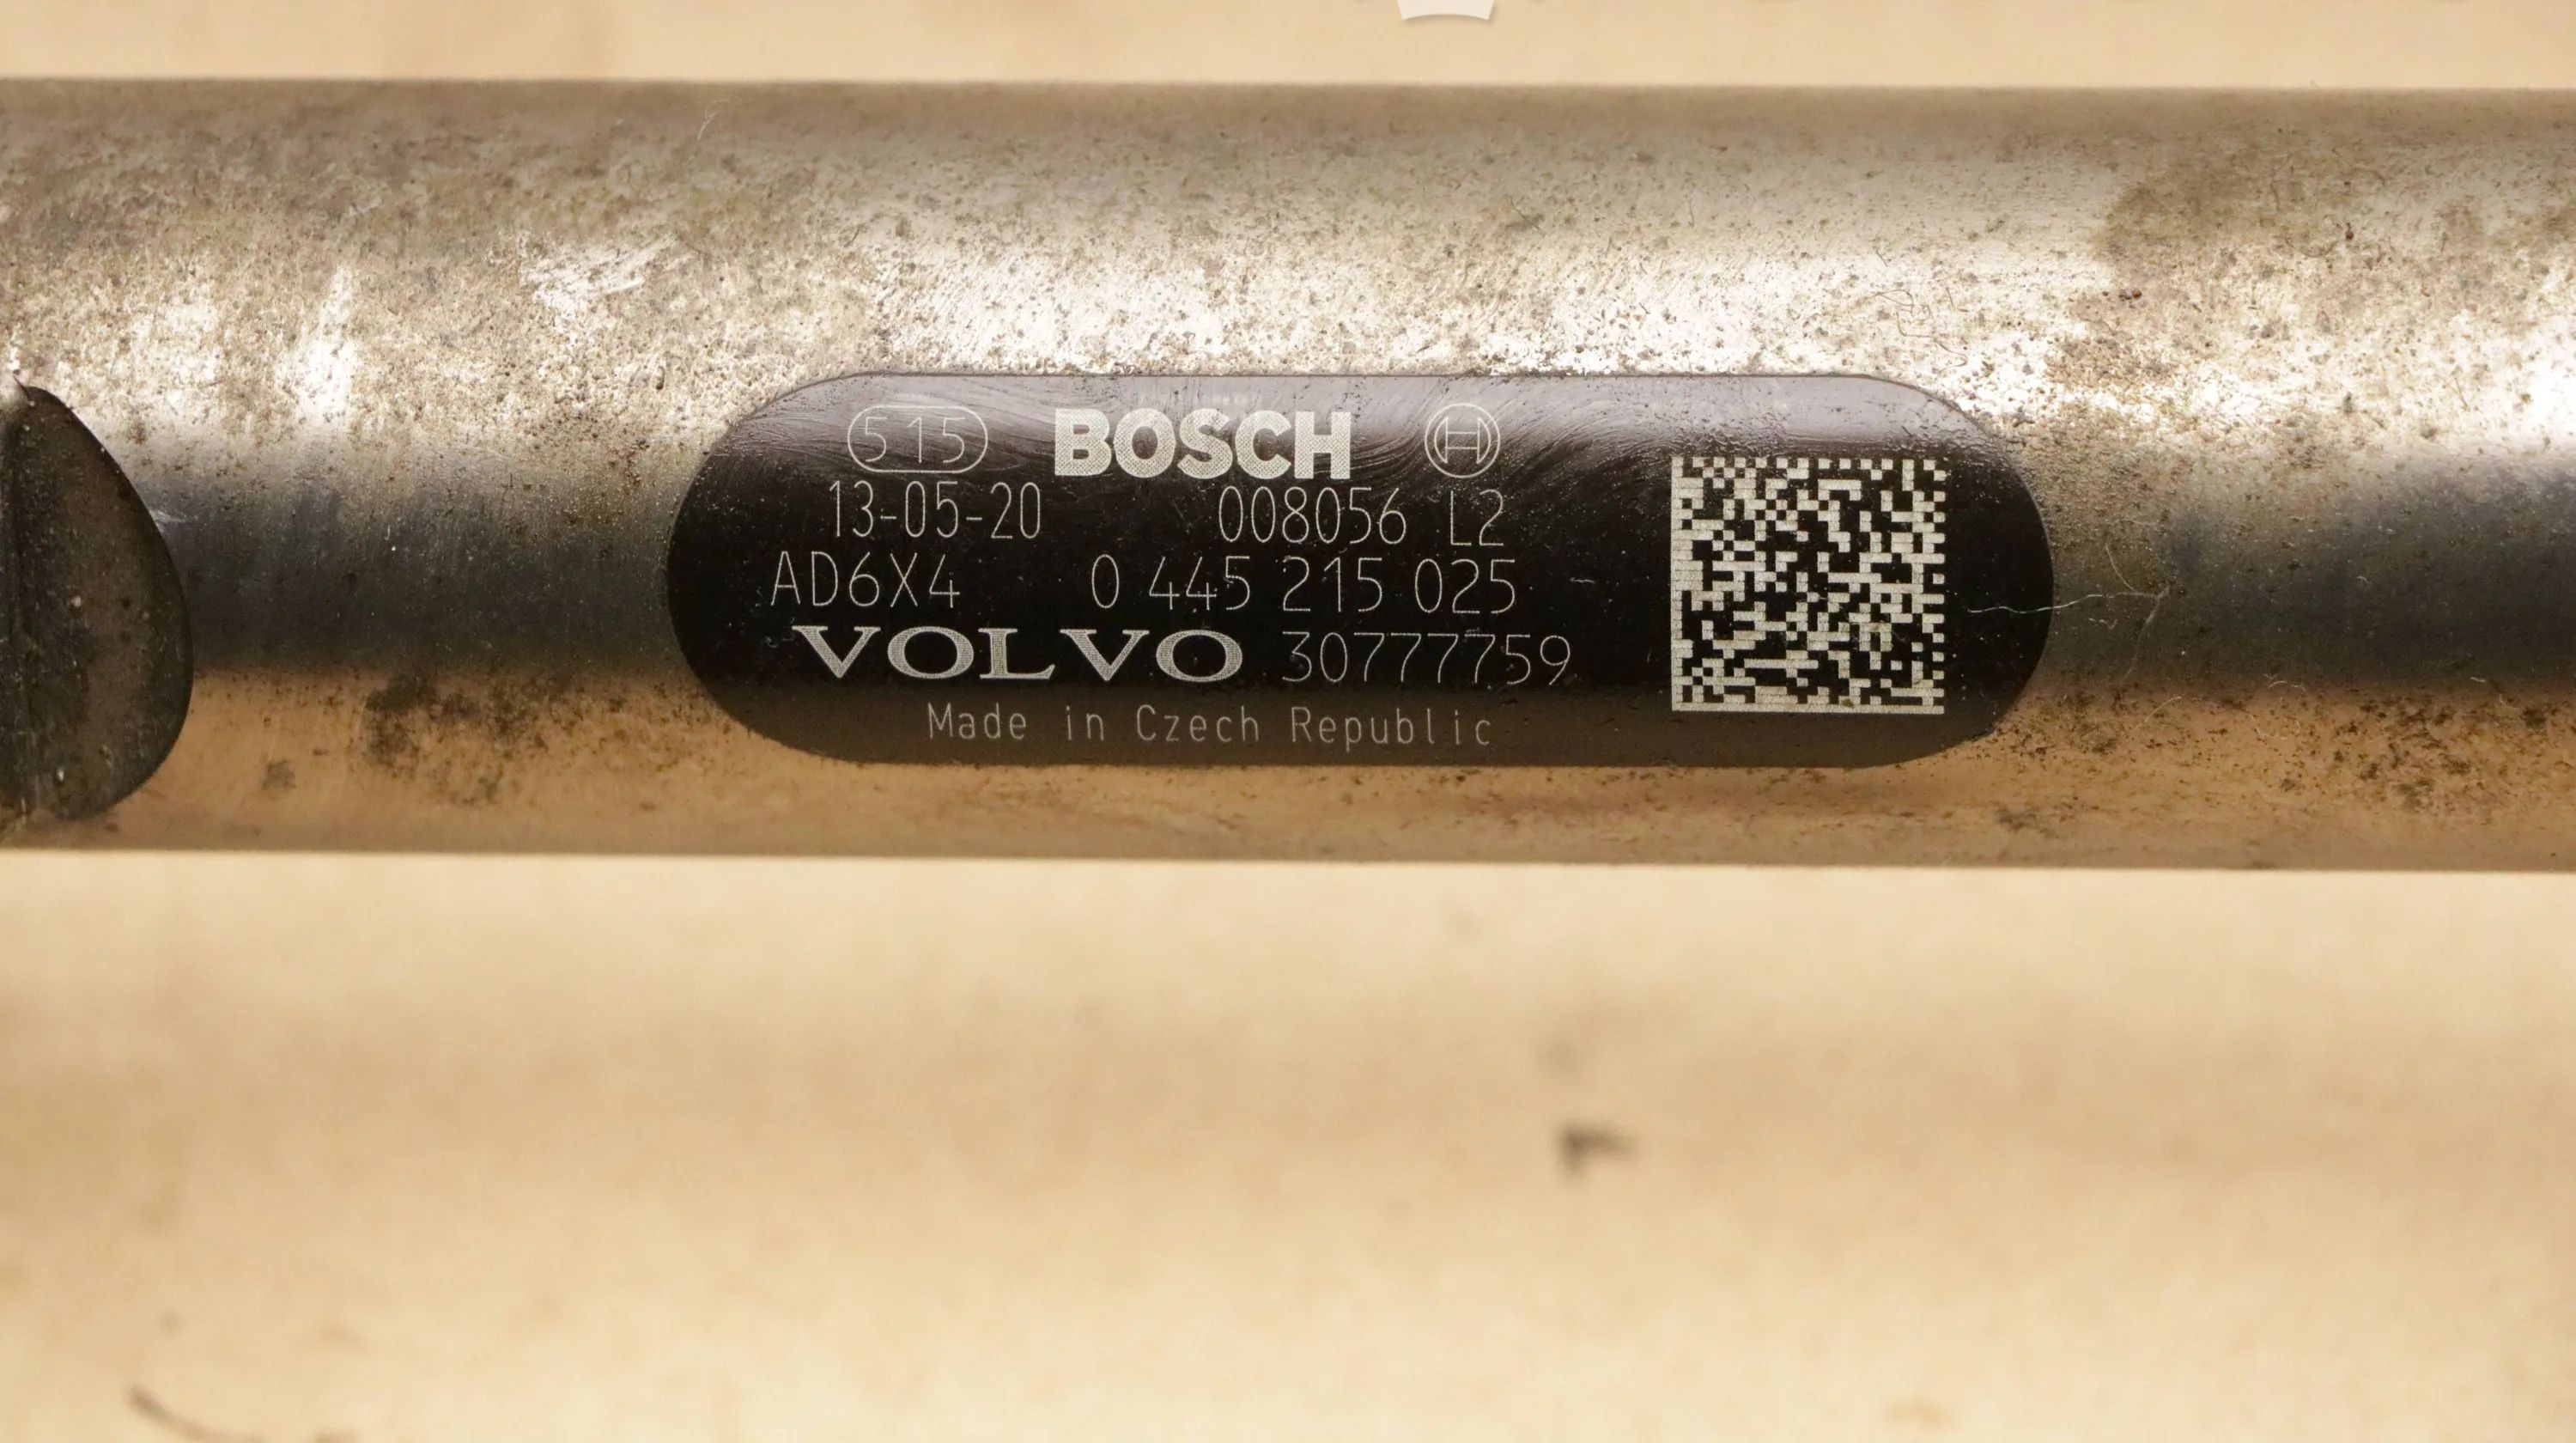 515 BOSCH
13-05-20 008056 L2
AD6X4 0 445 215 025
VOLVO 30777759
Made in Czech Republic